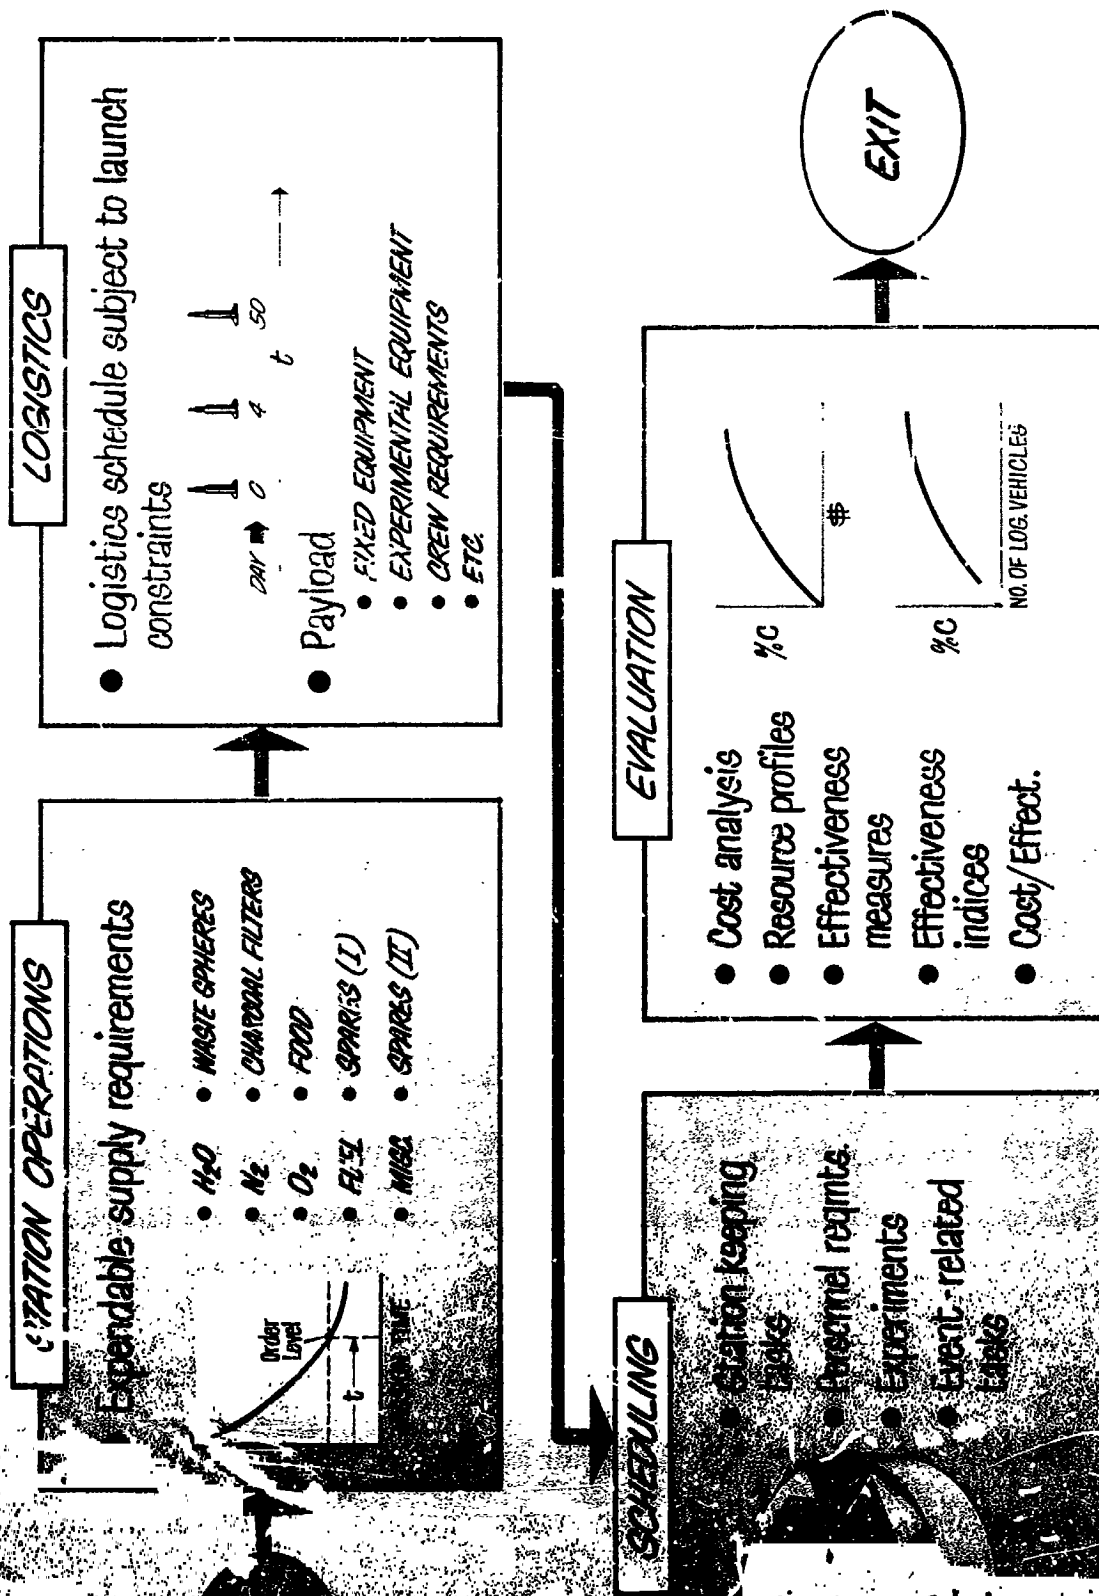 STATION OPERATIONS
Expendable supply requirements
Order
Level
t
MISSION TIME
• H₂O
• N₂
• O₂
• FUEL
• MISC.
• WASTE SPHERES
• CHARCOAL FILTERS
• FOOD
• SPARES (I)
• SPARES (II)
LOGISTICS
● Logistics schedule subject to launch
constraints
DAY 0 4 t 50
● Payload
• FIXED EQUIPMENT
• EXPERIMENTAL EQUIPMENT
• CREW REQUIREMENTS
• ETC.
SCHEDULING
● Station keeping
tasks
● Personnel reqmts.
● Experiments
● Event-related
tasks
EVALUATION
● Cost analysis
● Resource profiles
● Effectiveness
measures
● Effectiveness
indices
● Cost/Effect.
%C
$
%C
NO. OF LOG. VEHICLES
EXIT